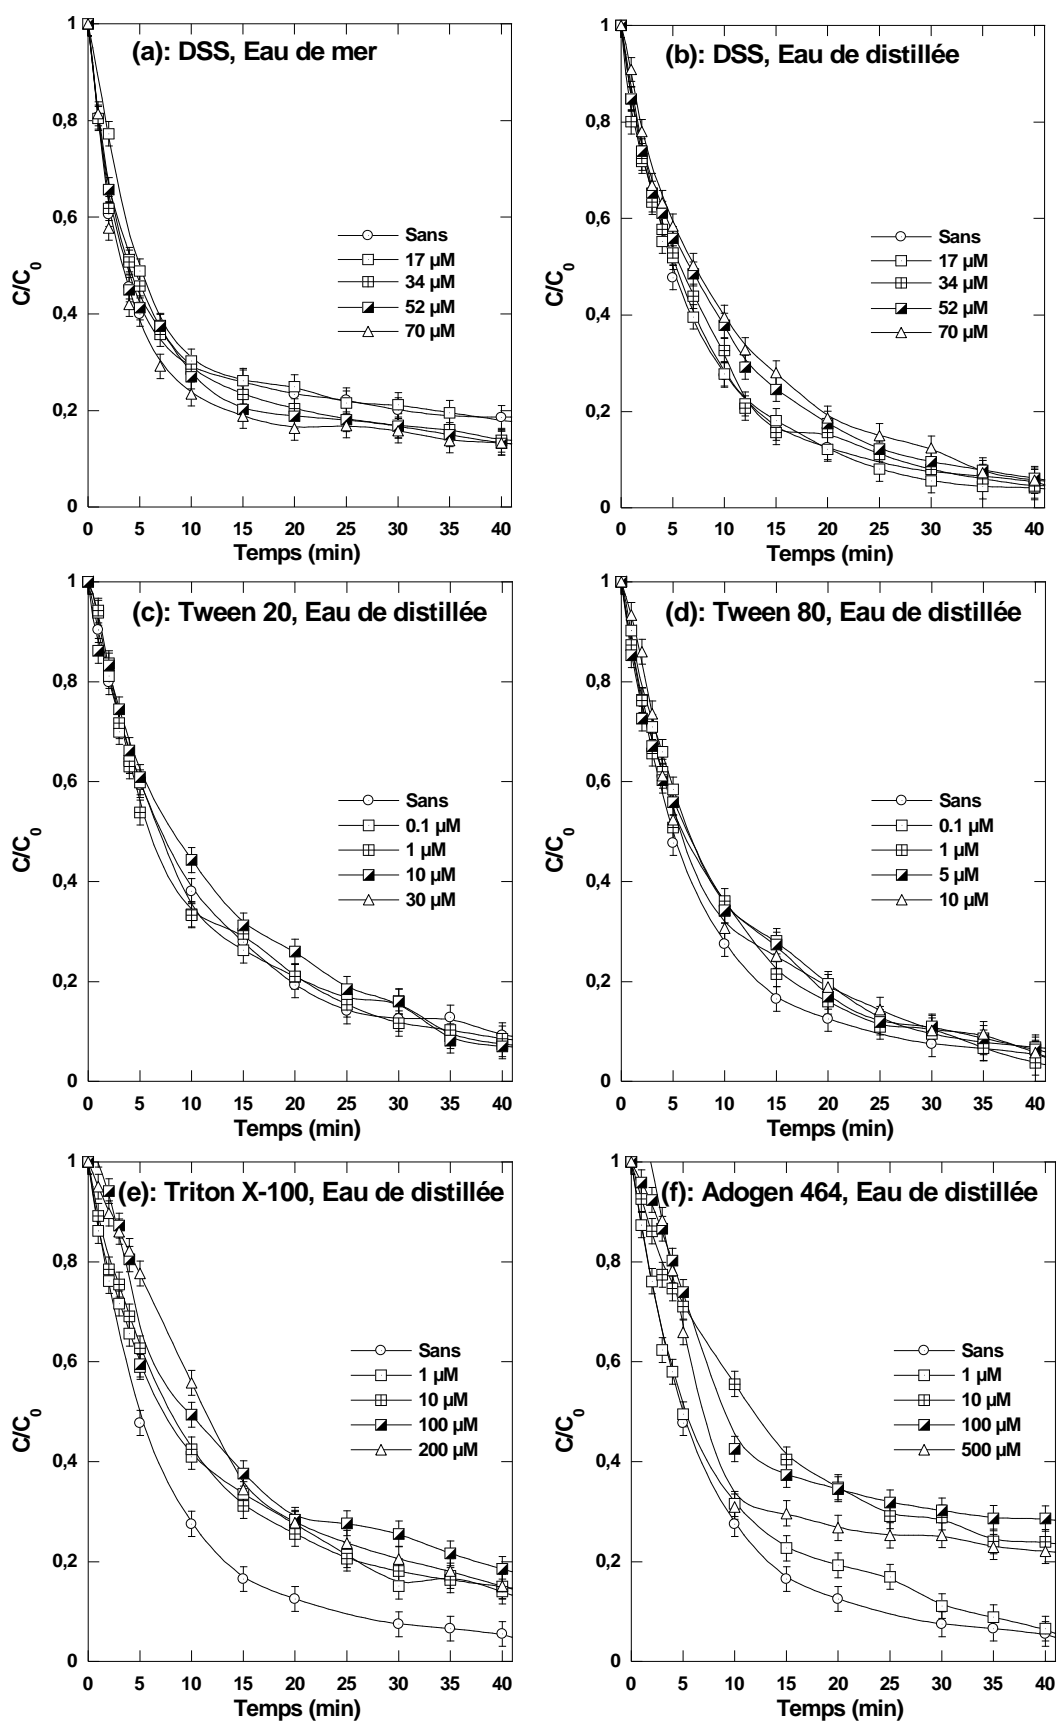 (a): DSS, Eau de mer
C/C0
1
0,8
0,6
0,4
0,2
0
Sans
17 µM
34 µM
52 µM
70 µM
0 5 10 15 20 25 30 35 40
Temps (min)
(b): DSS, Eau de distillée
C/C0
1
0,8
0,6
0,4
0,2
0
Sans
17 µM
34 µM
52 µM
70 µM
0 5 10 15 20 25 30 35 40
Temps (min)
(c): Tween 20, Eau de distillée
C/C0
1
0,8
0,6
0,4
0,2
0
Sans
0.1 µM
1 µM
10 µM
30 µM
0 5 10 15 20 25 30 35 40
Temps (min)
(d): Tween 80, Eau de distillée
C/C0
1
0,8
0,6
0,4
0,2
0
Sans
0.1 µM
1 µM
5 µM
10 µM
0 5 10 15 20 25 30 35 40
Temps (min)
(e): Triton X-100, Eau de distillée
C/C0
1
0,8
0,6
0,4
0,2
0
Sans
1 µM
10 µM
100 µM
200 µM
0 5 10 15 20 25 30 35 40
Temps (min)
(f): Adogen 464, Eau de distillée
C/C0
1
0,8
0,6
0,4
0,2
0
Sans
1 µM
10 µM
100 µM
500 µM
0 5 10 15 20 25 30 35 40
Temps (min)